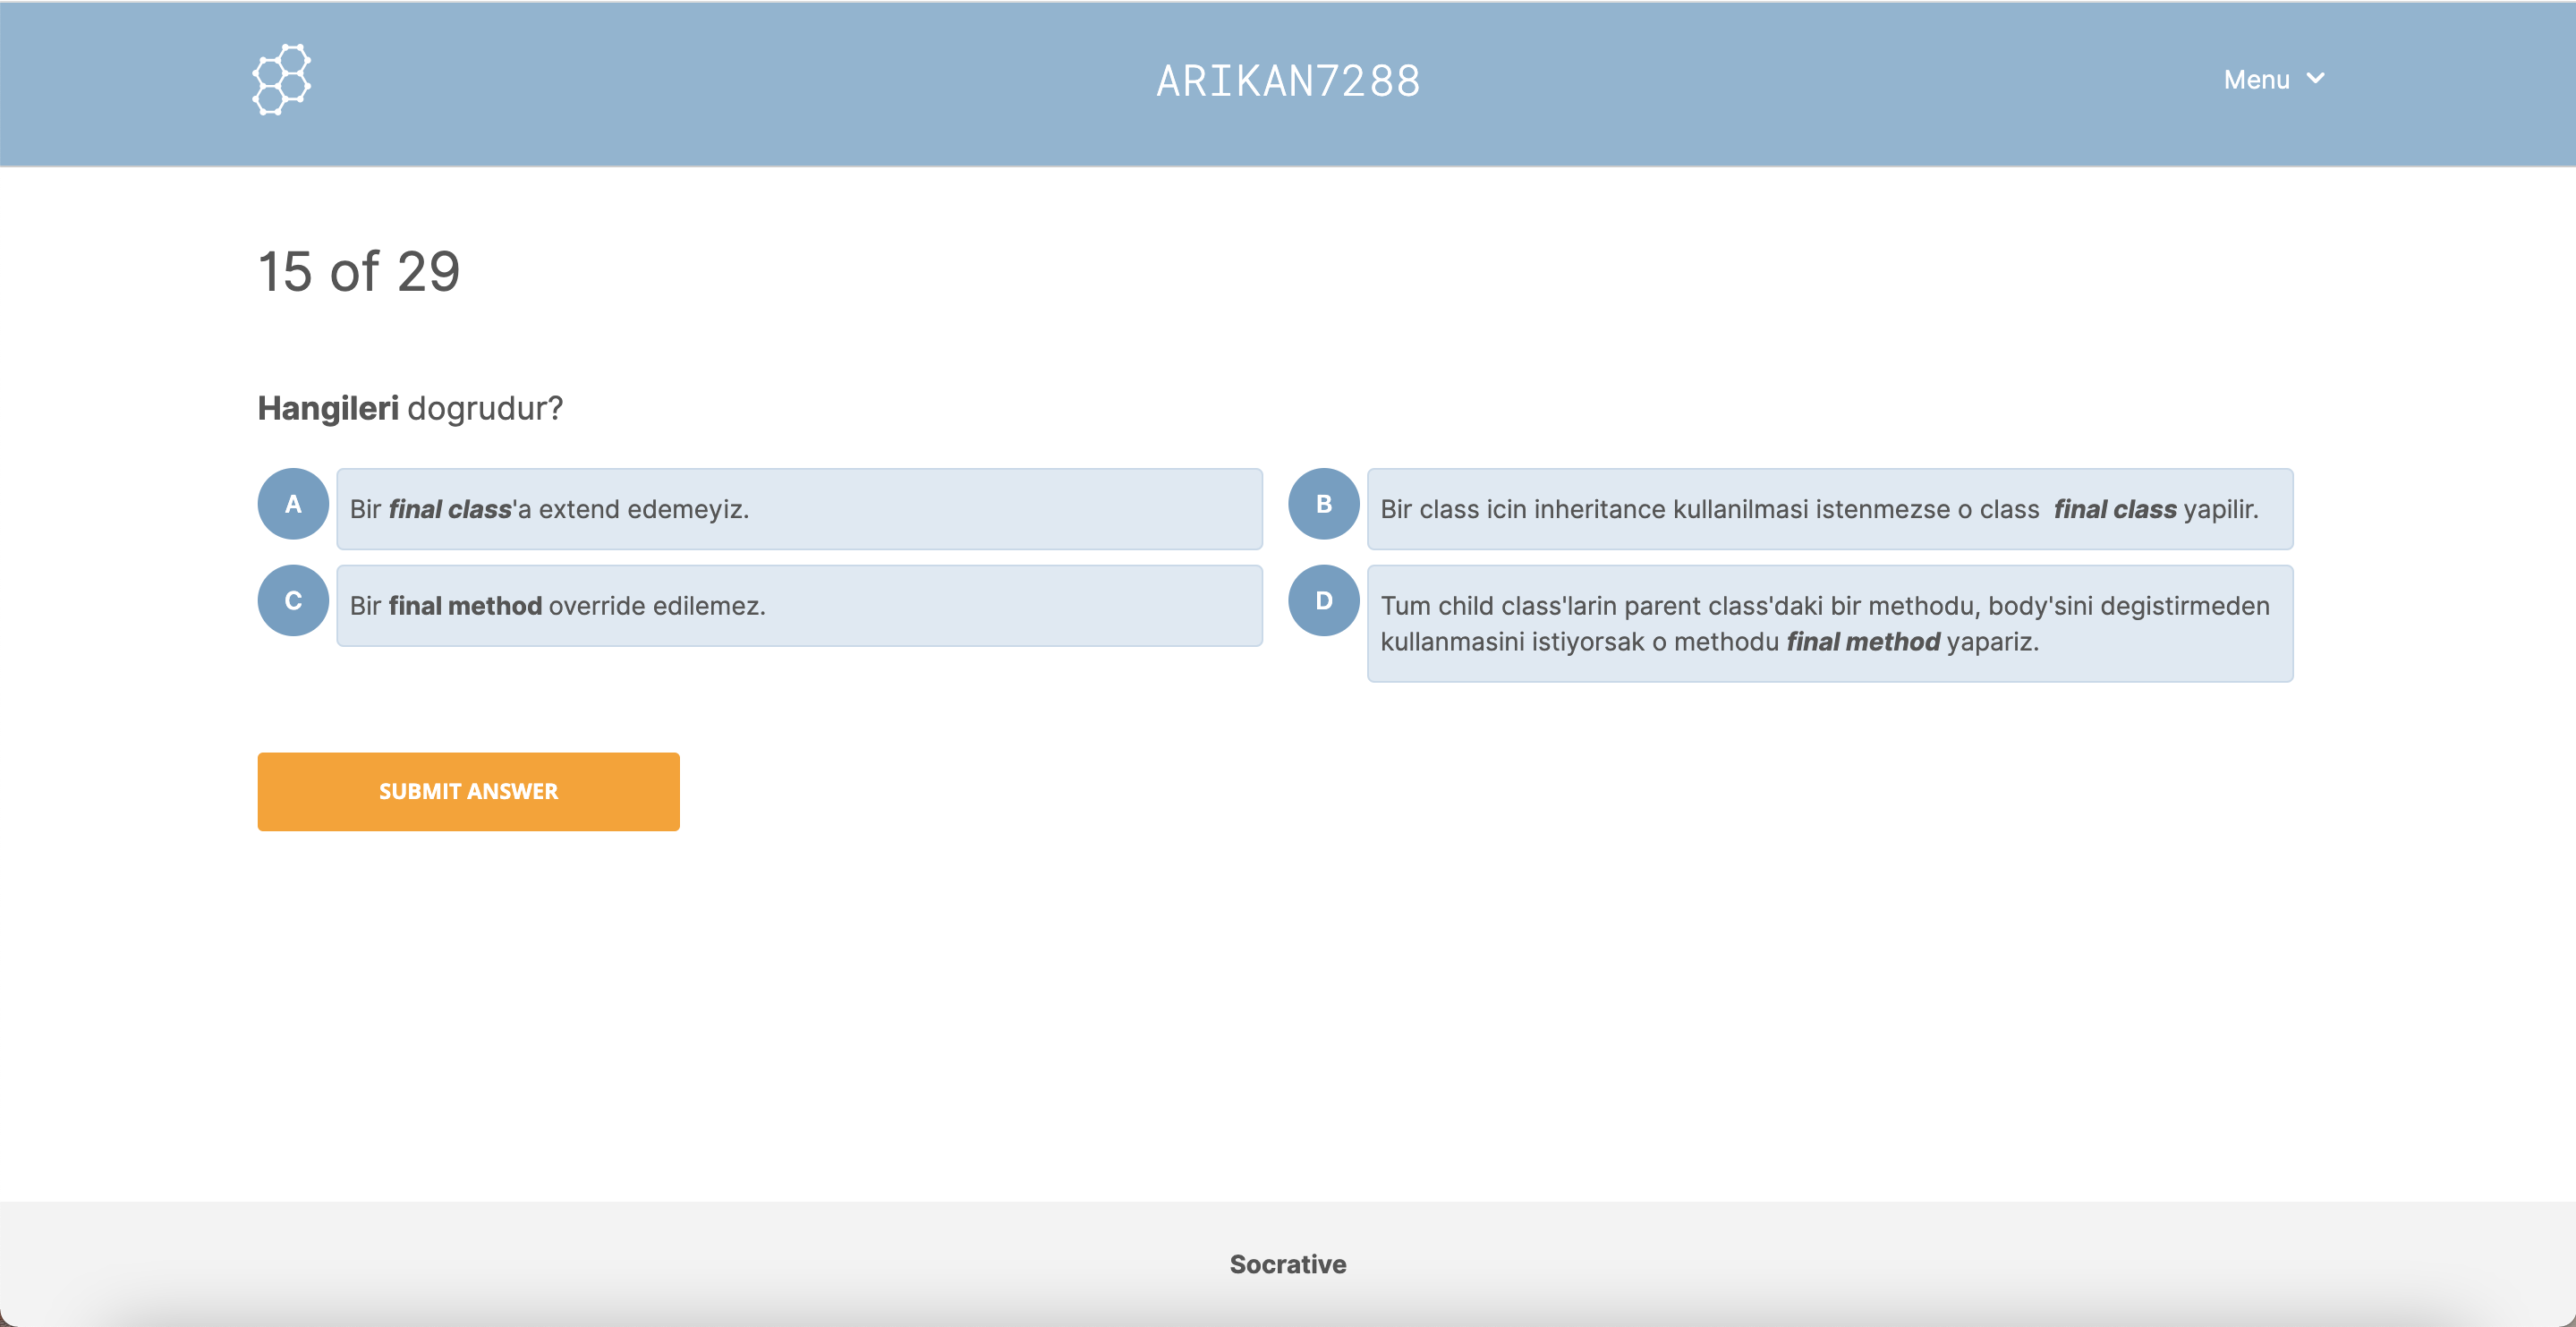 ARIKAN7288
Menu
15 of 29
Hangileri dogrudur?
A
Bir final class'a extend edemeyiz.
B
Bir class icin inheritance kullanilmasi istenmezse o class final class yapilir.
C
Bir final method override edilemez.
D
Tum child class'larin parent class'daki bir methodu, body'sini degistirmeden
kullanmasini istiyorsak o methodu final method yapariz.
SUBMIT ANSWER
Socrative